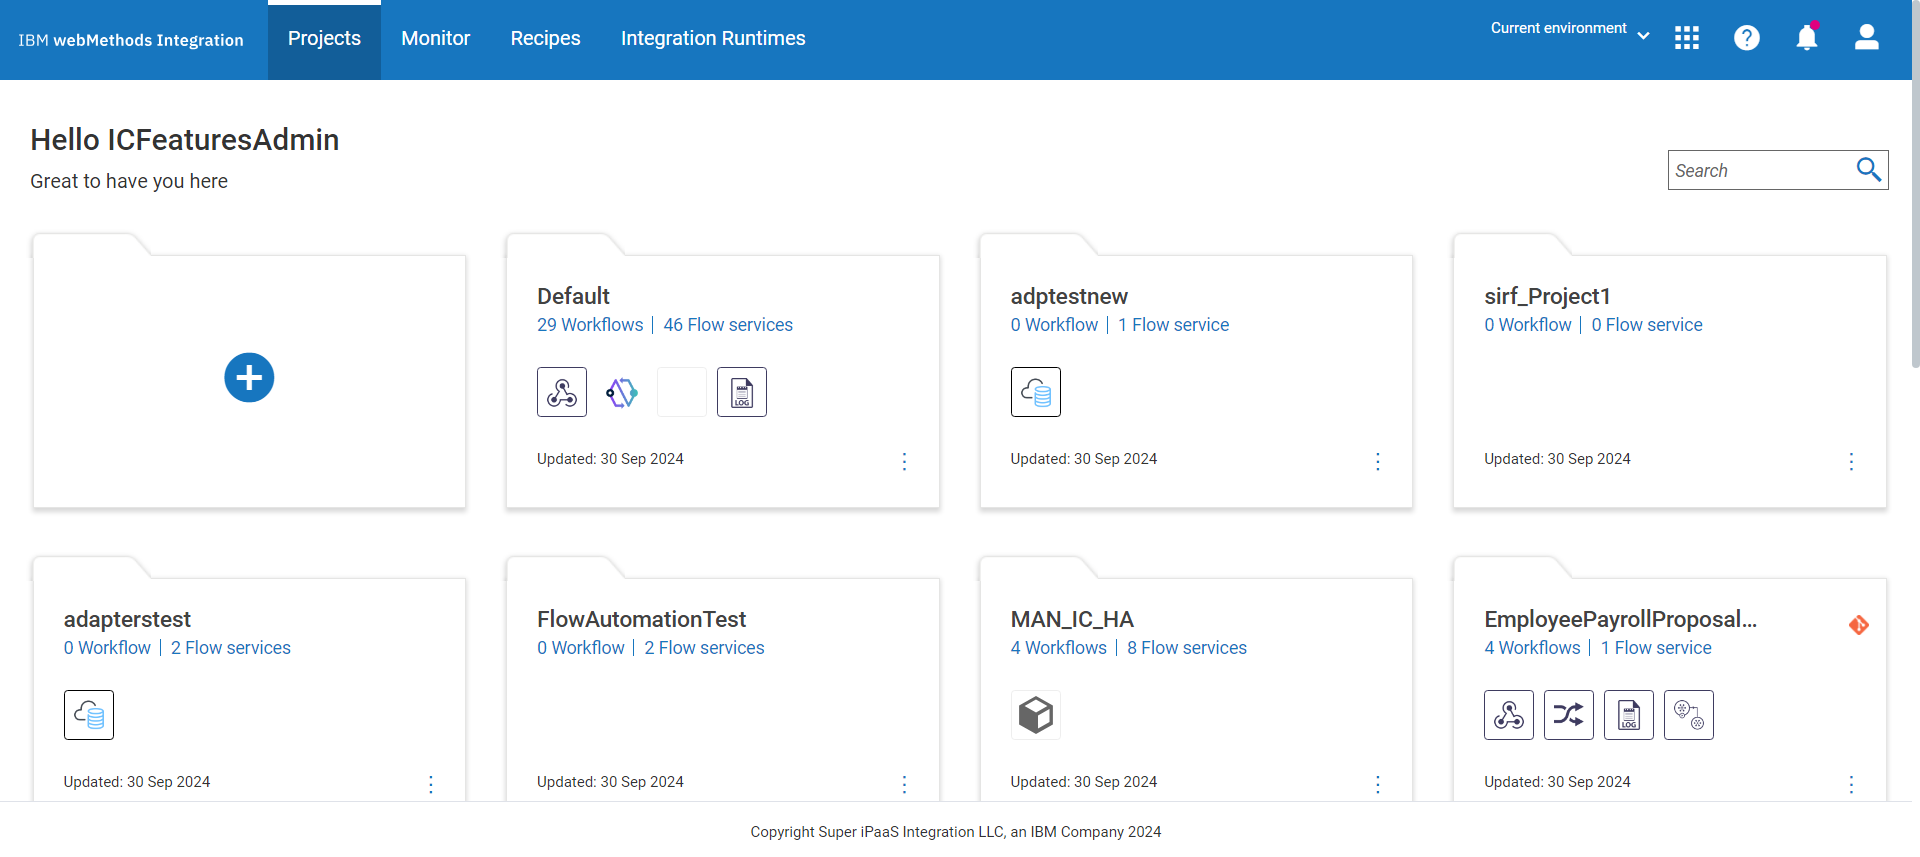 IBM webMethods Integration
Projects
Monitor
Recipes
Integration Runtimes
Current environment
Hello ICFeaturesAdmin
Great to have you here
Search
Default
29 Workflows | 46 Flow services
LOG
Updated: 30 Sep 2024
adptestnew
0 Workflow | 1 Flow service
Updated: 30 Sep 2024
sirf_Project1
0 Workflow | 0 Flow service
Updated: 30 Sep 2024
adapterstest
0 Workflow | 2 Flow services
Updated: 30 Sep 2024
FlowAutomationTest
0 Workflow | 2 Flow services
Updated: 30 Sep 2024
MAN_IC_HA
4 Workflows | 8 Flow services
Updated: 30 Sep 2024
EmployeePayrollProposal...
4 Workflows | 1 Flow service
LOG
Updated: 30 Sep 2024
Copyright Super iPaaS Integration LLC, an IBM Company 2024